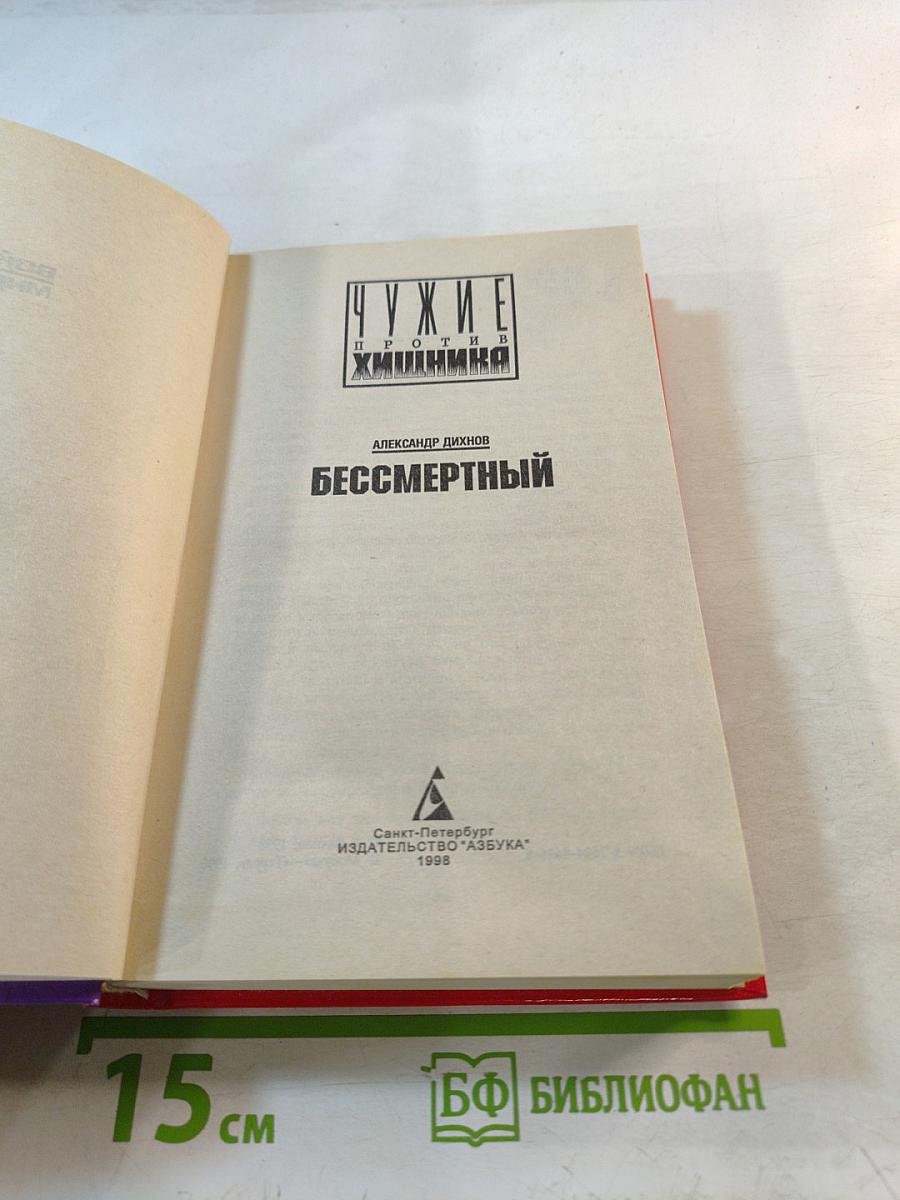 ЧУЖИЕ
ПРОТИВ
ХИЩНИКА
АЛЕКСАНДР ДИХНОВ
БЕССМЕРТНЫЙ
Санкт-Петербург
ИЗДАТЕЛЬСТВО "АЗБУКА"
1998
15 см
БФ БИБЛИОФАН